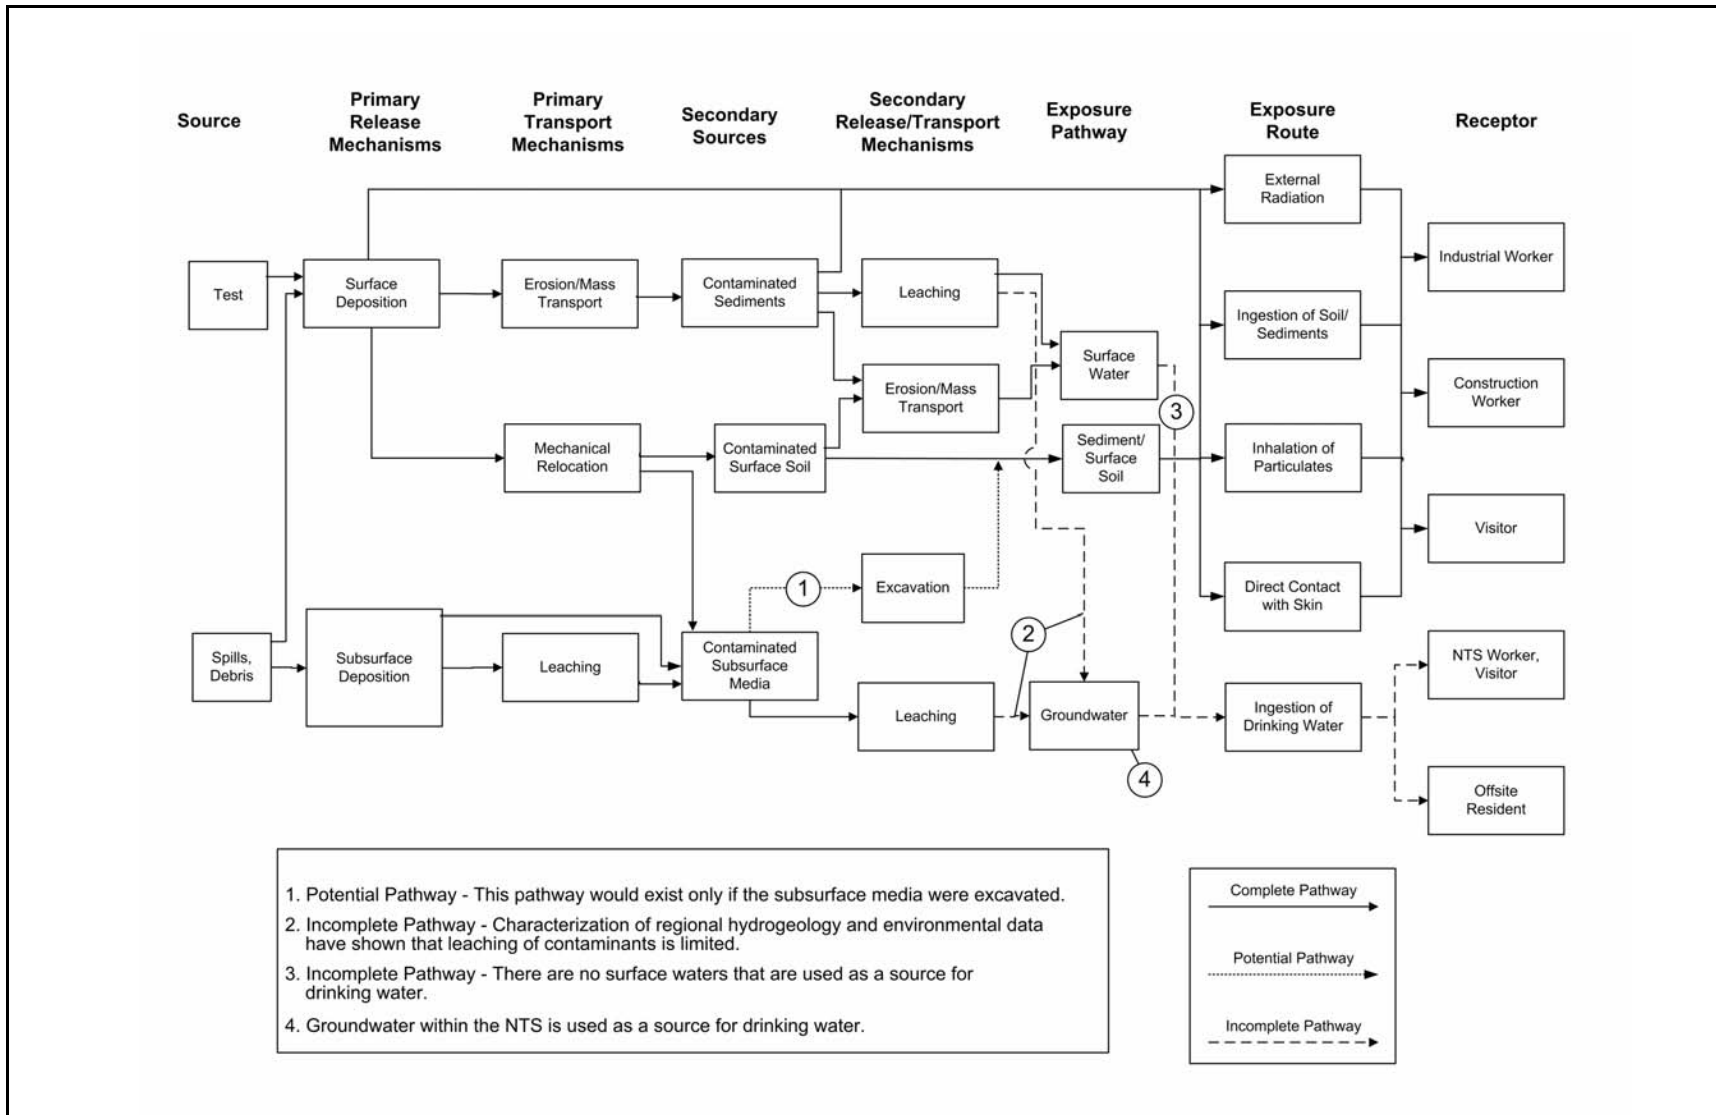 Source
Primary
Release
Mechanisms
Primary
Transport
Mechanisms
Secondary
Sources
Secondary
Release/Transport
Mechanisms
Exposure
Pathway
Exposure
Route
Receptor
External
Radiation
Industrial Worker
Test
Surface
Deposition
Erosion/Mass
Transport
Contaminated
Sediments
Leaching
Ingestion of Soil/
Sediments
Surface
Water
Erosion/Mass
Transport
Construction
Worker
3
Mechanical
Relocation
Contaminated
Surface Soil
Sediment/
Surface
Soil
Inhalation of
Particulates
Visitor
1
Excavation
Direct Contact
with Skin
2
Spills,
Debris
Subsurface
Deposition
Leaching
Contaminated
Subsurface
Media
NTS Worker,
Visitor
Leaching
Groundwater
Ingestion of
Drinking Water
4
Offsite
Resident
1. Potential Pathway - This pathway would exist only if the subsurface media were excavated.
2. Incomplete Pathway - Characterization of regional hydrogeology and environmental data
have shown that leaching of contaminants is limited.
3. Incomplete Pathway - There are no surface waters that are used as a source for
drinking water.
4. Groundwater within the NTS is used as a source for drinking water.
Complete Pathway
Potential Pathway
Incomplete Pathway